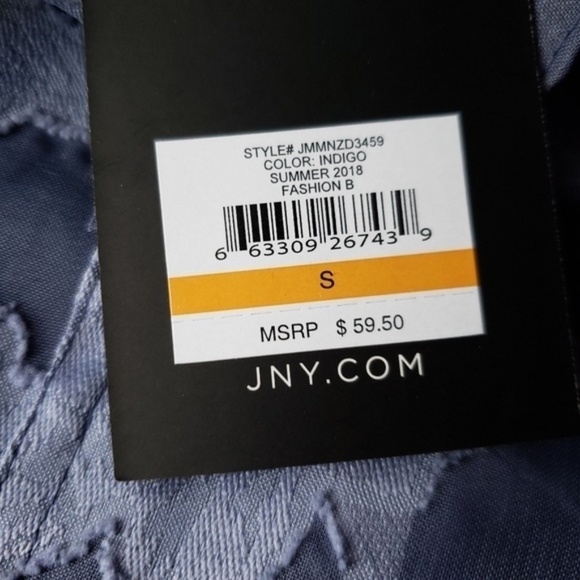 STYLE# JMMNZD3459
COLOR: INDIGO
SUMMER 2018
FASHION B
6 63309 26743 9
S
MSRP $ 59.50
JNY.COM